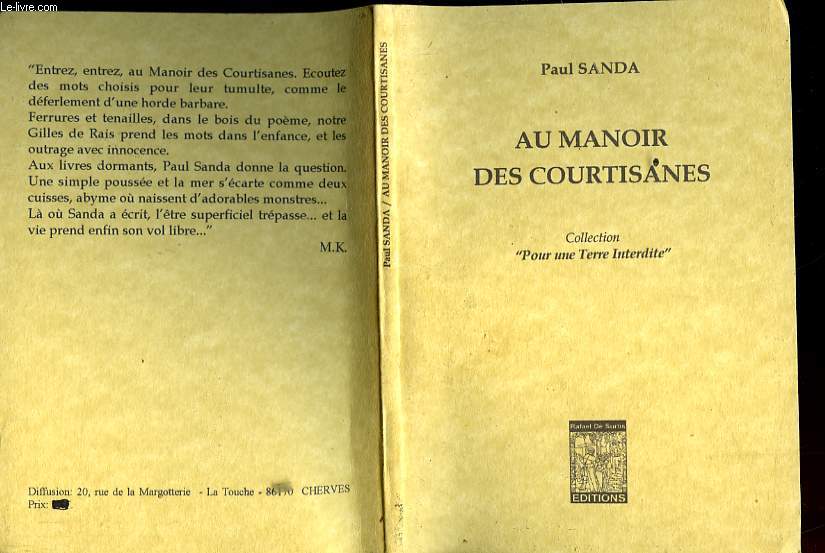 Le-livre.com
"Entrez, entrez, au Manoir des Courtisanes. Ecoutez
des mots choisis pour leur tumulte, comme le
déferlement d'une horde barbare.
Ferrures et tenailles, dans le bois du poème, notre
Gilles de Rais prend les mots dans l'enfance, et les
outrage avec innocence.
Aux livres dormants, Paul Sanda donne la question.
Une simple poussée et la mer s'écarte comme deux
cuisses, abyme où naissent d'adorables monstres...
Là où Sanda a écrit, l'être superficiel trépasse... et la
vie prend enfin son vol libre..."
M.K.
Diffusion: 20, rue de la Margotterie - La Touche - 86170 CHERVES
Prix:
Paul SANDA / AU MANOIR DES COURTISANES
Paul SANDA
AU MANOIR
DES COURTISANES
Collection
"Pour une Terre Interdite"
Rafael De Surtis
EDITIONS